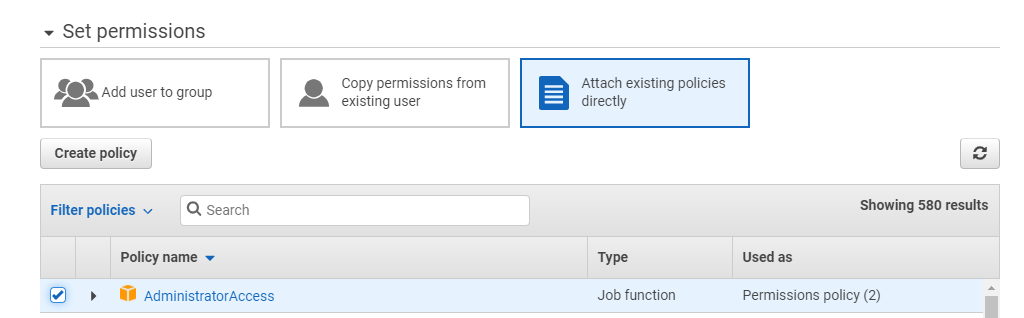 Set permissions
Add user to group
Copy permissions from
existing user
Attach existing policies
directly
Create policy
Filter policies
Search
Showing 580 results
Policy name
Type
Used as
AdministratorAccess
Job function
Permissions policy (2)